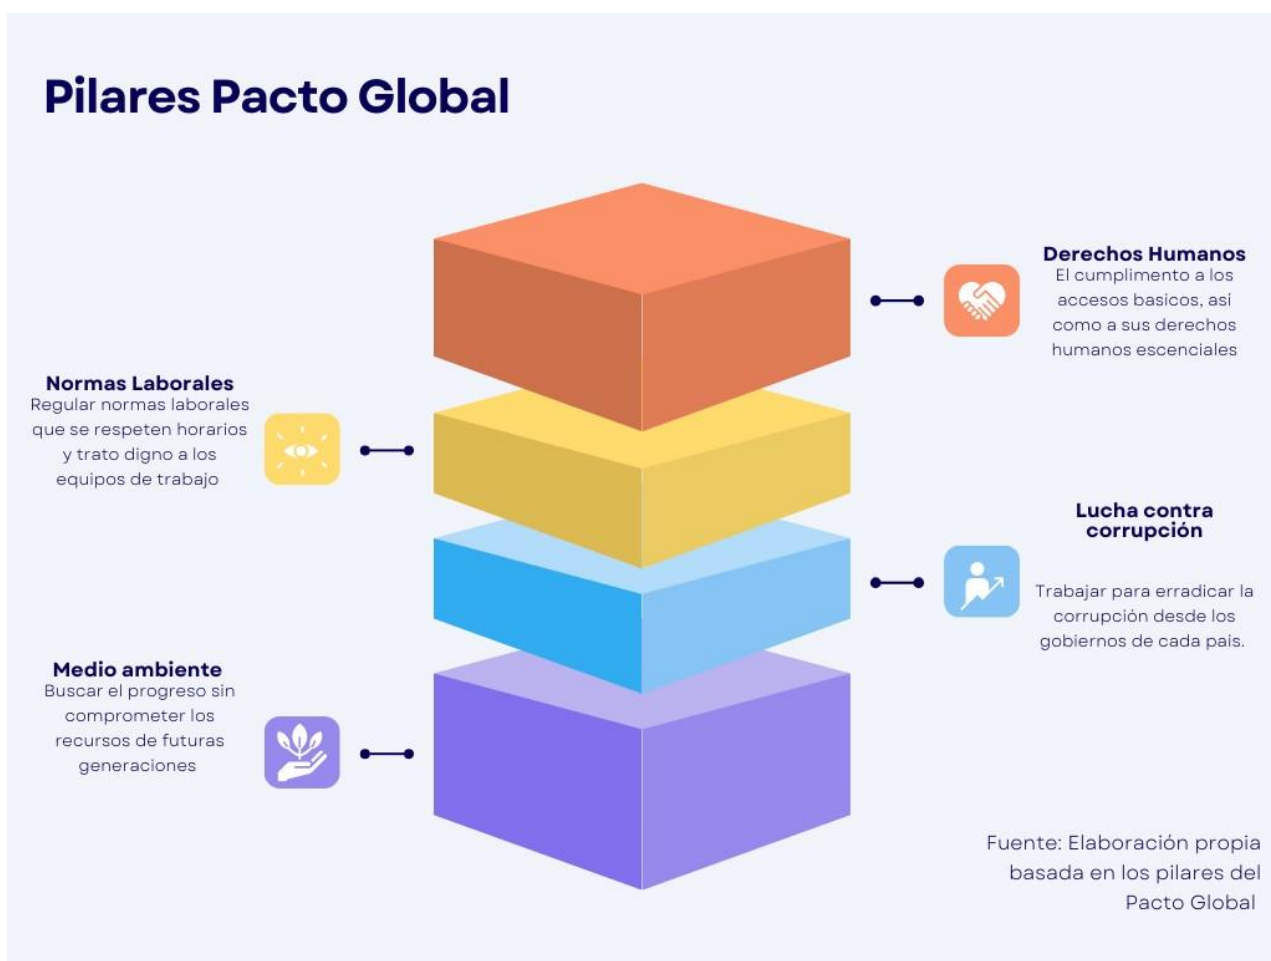 Pilares Pacto Global
Derechos Humanos
El cumplimento a los
accesos basicos, así
como a sus derechos
humanos escenciales
Normas Laborales
Regular normas laborales
que se respeten horarios
y trato digno a los
equipos de trabajo
Lucha contra
corrupción
Trabajar para erradicar la
corrupción desde los
gobiernos de cada pais.
Medio ambiente
Buscar el progreso sin
comprometer los
recursos de futuras
generaciones
Fuente: Elaboración propia
basada en los pilares del
Pacto Global